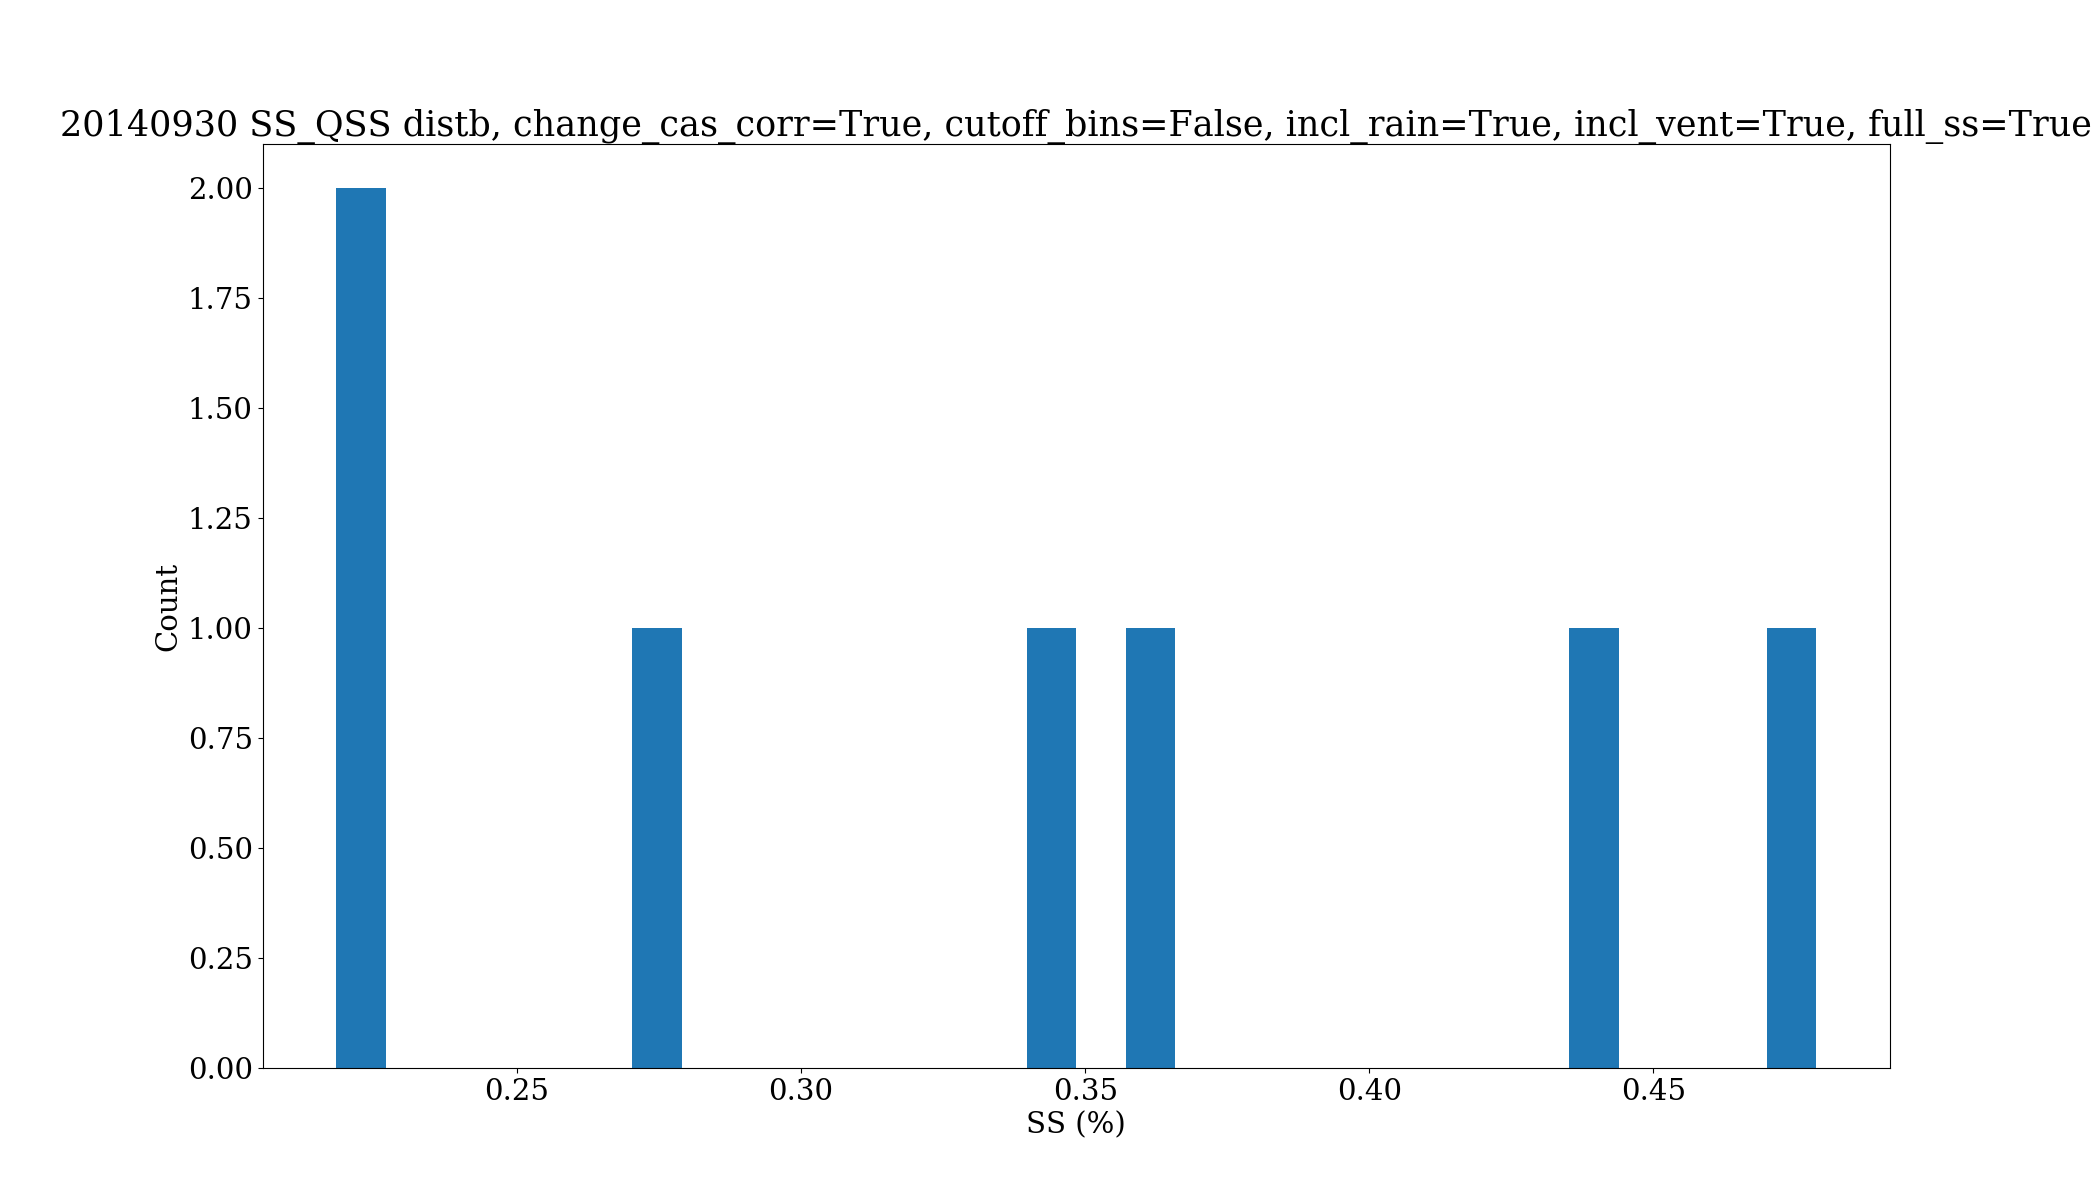 20140930 SS_QSS distb, change_cas_corr=True, cutoff_bins=False, incl_rain=True, incl_vent=True, full_ss=True
2.00
1.75
1.50
1.25
1.00
0.75
0.50
0.25
0.00
Count
0.25 0.30 0.35 0.40 0.45
SS (%)